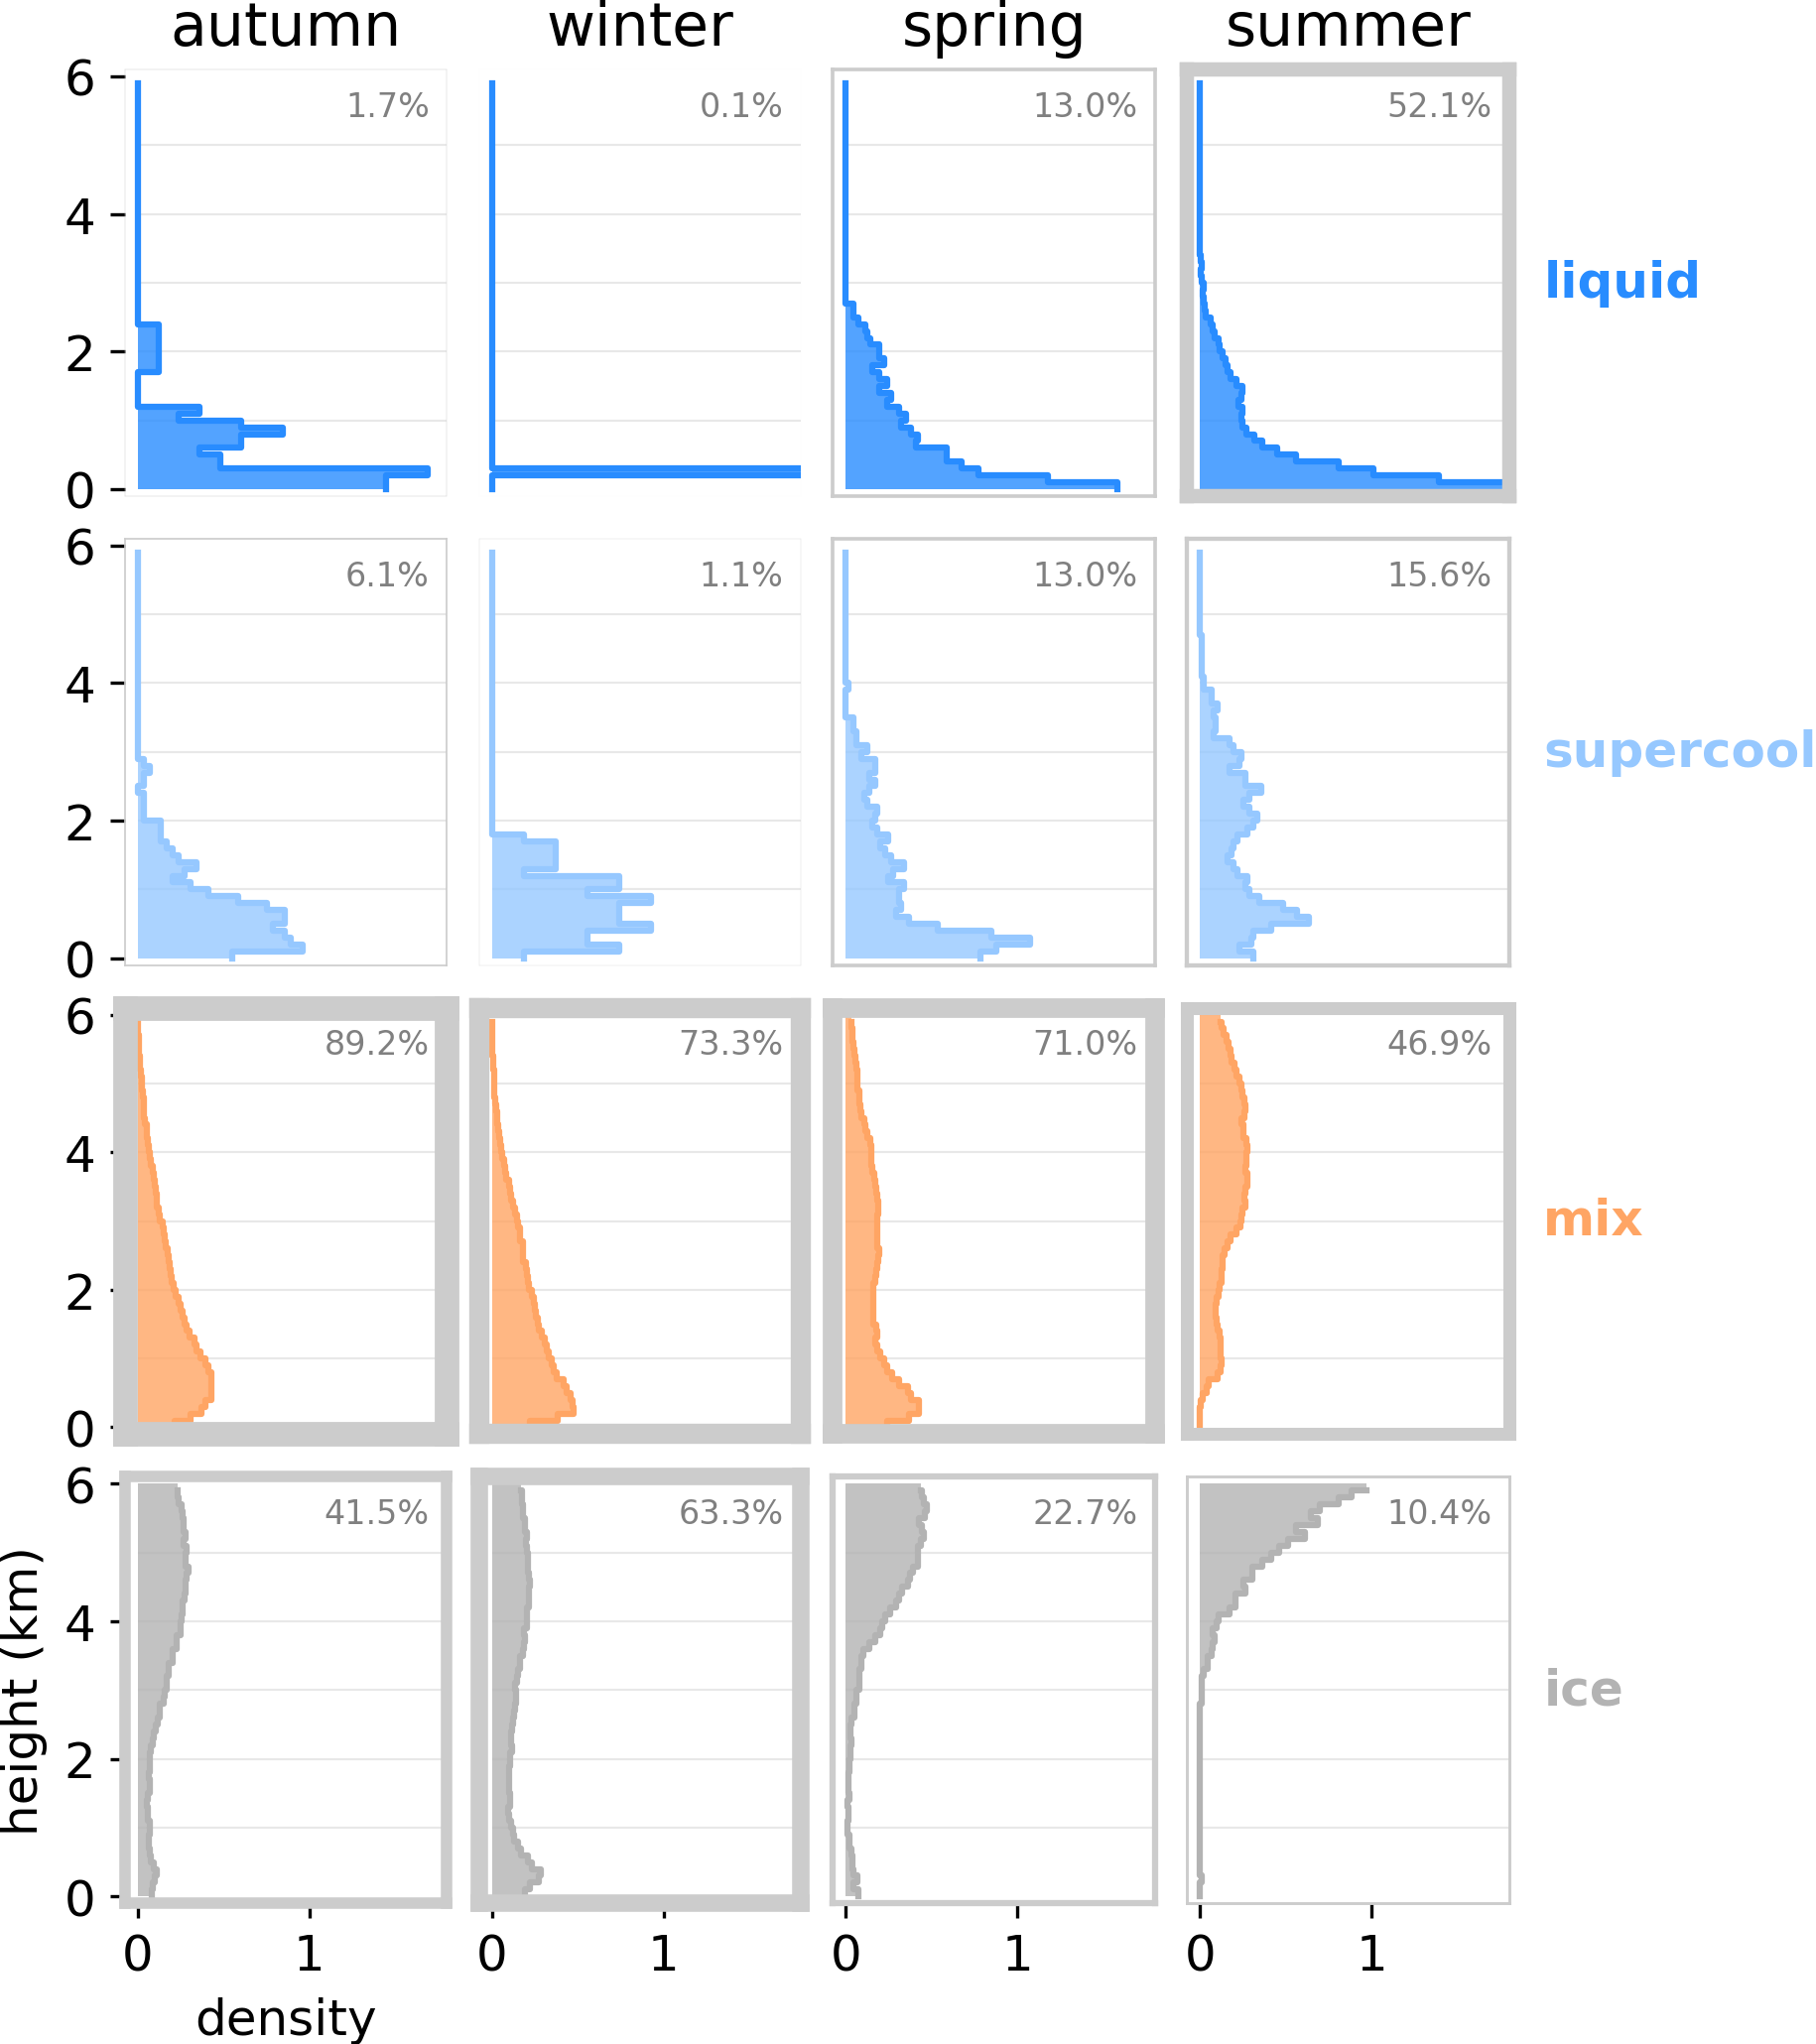 autumn winter spring summer
6 1.7% 0.1% 13.0% 52.1%
4
liquid
2
0
6 6.1% 1.1% 13.0% 15.6%
4
supercool
2
0
6 89.2% 73.3% 71.0% 46.9%
4
mix
2
0
6 41.5% 63.3% 22.7% 10.4%
4
ice
2
0
height (km)
0 1 0 1 0 1 0 1
density